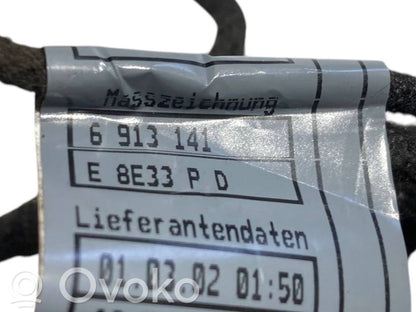 Masszeichnung
6 913 141
E 8E33 P D
Lieferantendaten
01.03.02 01:50
Ovoko